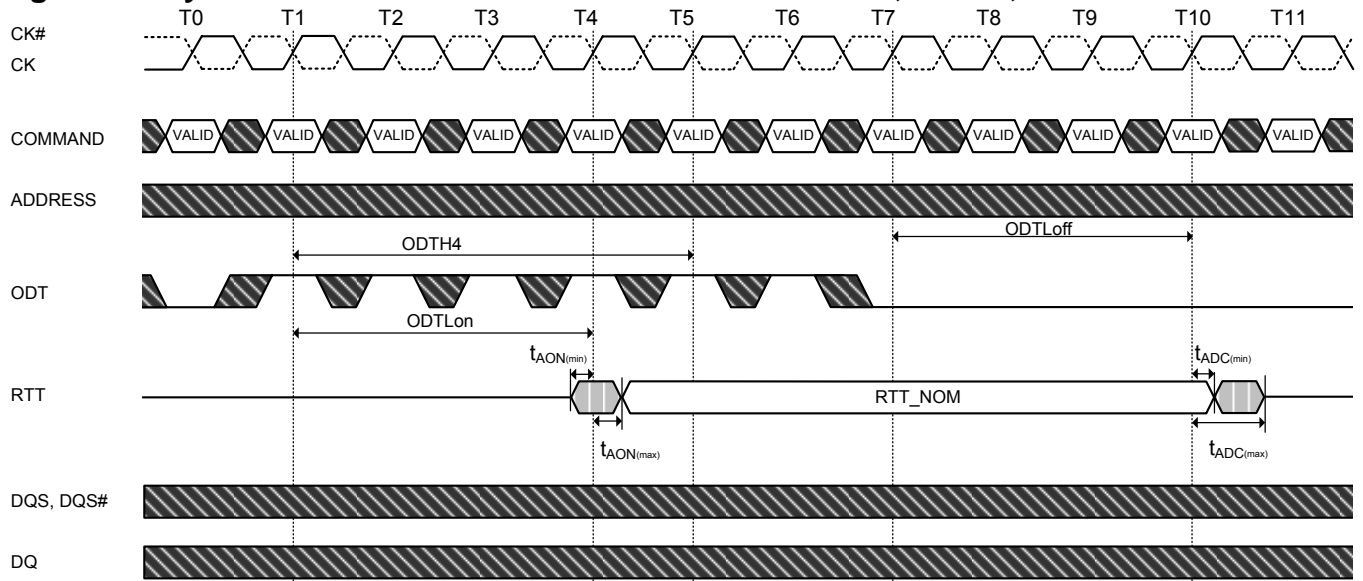 T0 T1 T2 T3 T4 T5 T6 T7 T8 T9 T10 T11
CK#
CK
COMMAND VALID VALID VALID VALID VALID VALID VALID VALID VALID VALID VALID VALID
ADDRESS
ODTLoff
ODTH4
ODT
ODTLon
tAON(min) tADC(min)
RTT RTT_NOM
tAON(max) tADC(max)
DQS, DQS#
DQ